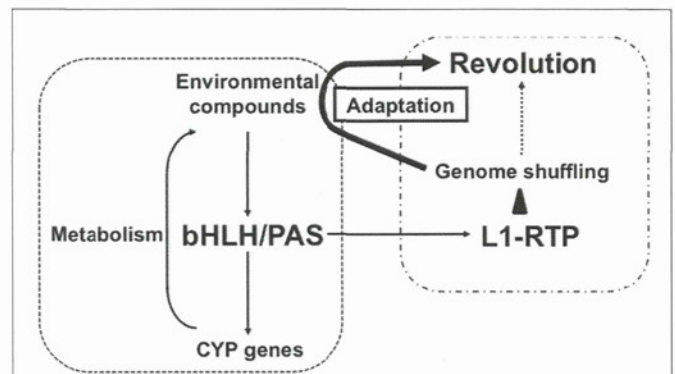 Environmental
compounds
Adaptation
Revolution
Genome shuffling
Metabolism
bHLH/PAS
L1-RTP
CYP genes